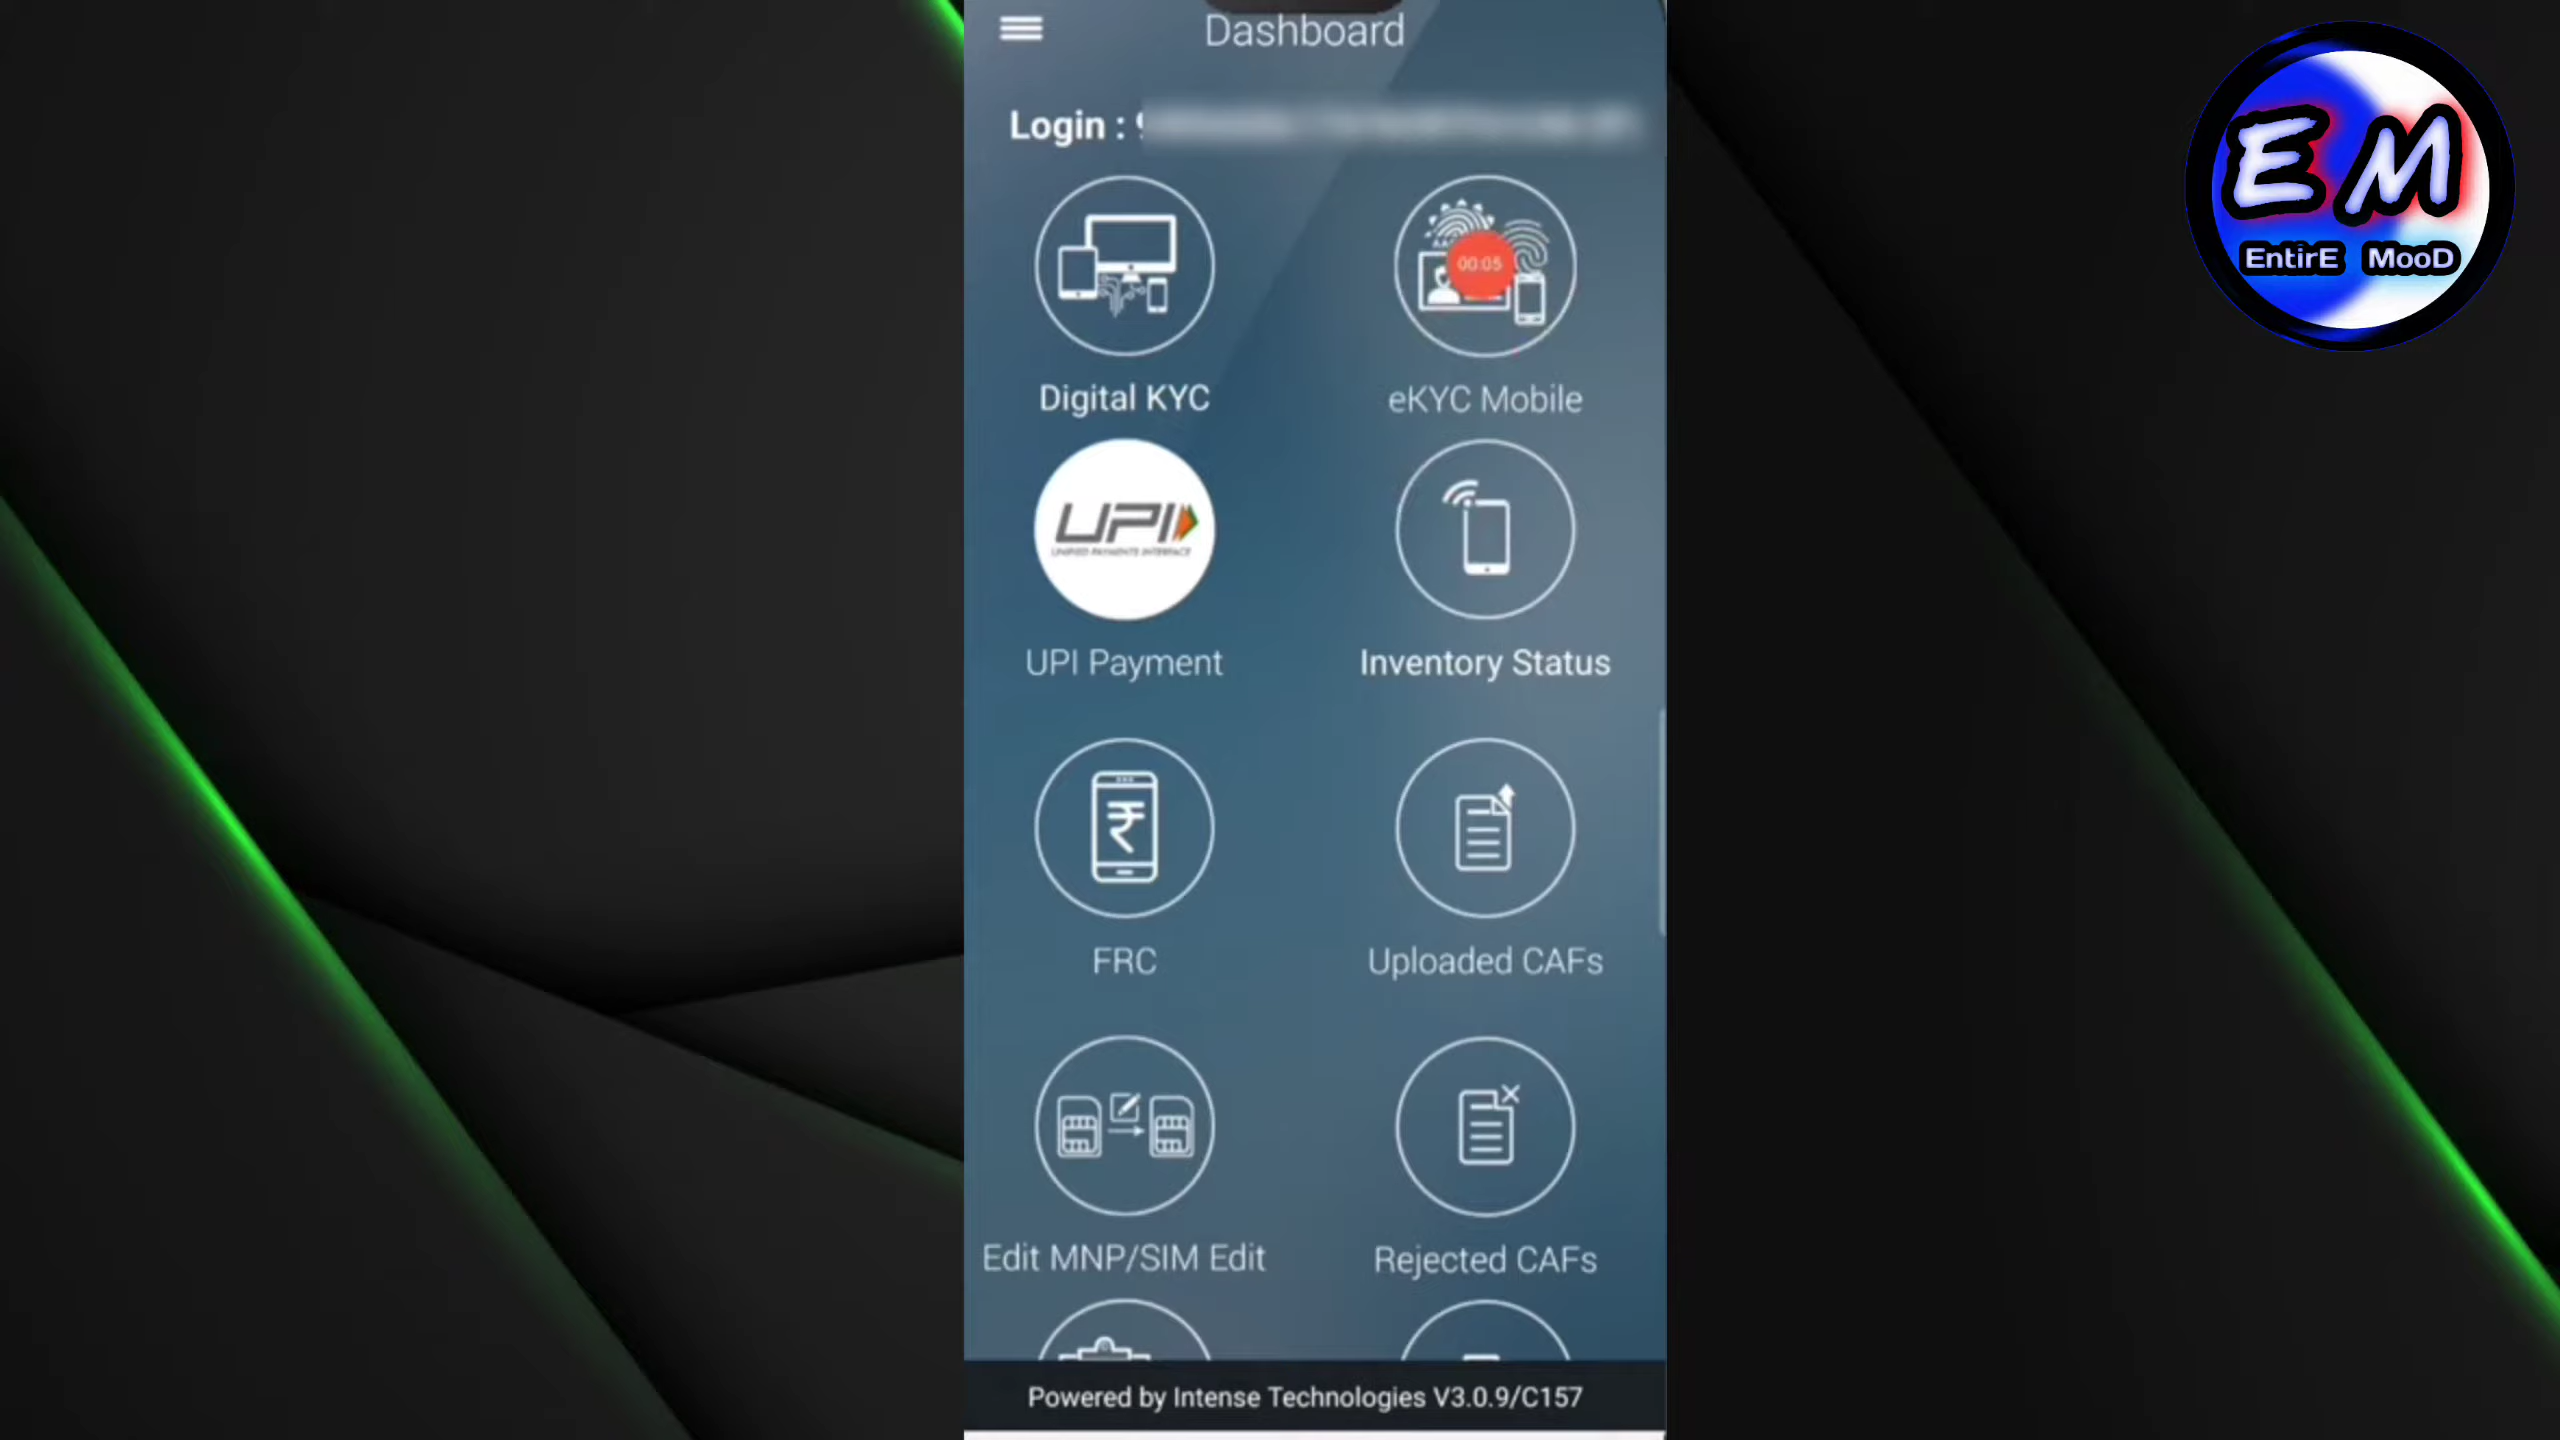 Dashboard
Login :
00:05
Digital KYC
eKYC Mobile
UPI
UNIFIED PAYMENTS INTERFACE
UPI Payment
Inventory Status
₹
FRC
Uploaded CAFs
Edit MNP/SIM Edit
Rejected CAFs
Powered by Intense Technologies V3.0.9/C157
EM
EntirE MooD